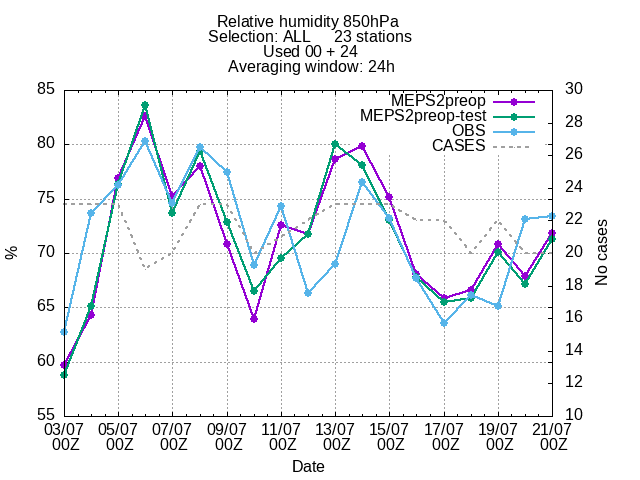 Relative humidity 850hPa
Selection: ALL 23 stations
Used 00 + 24
Averaging window: 24h
MEPS2preop
MEPS2preop-test
OBS
CASES
85
80
75
70
65
60
55
%
30
28
26
24
22
20
18
16
14
12
10
No cases
03/07 05/07 07/07 09/07 11/07 13/07 15/07 17/07 19/07 21/07
00Z 00Z 00Z 00Z 00Z 00Z 00Z 00Z 00Z 00Z
Date